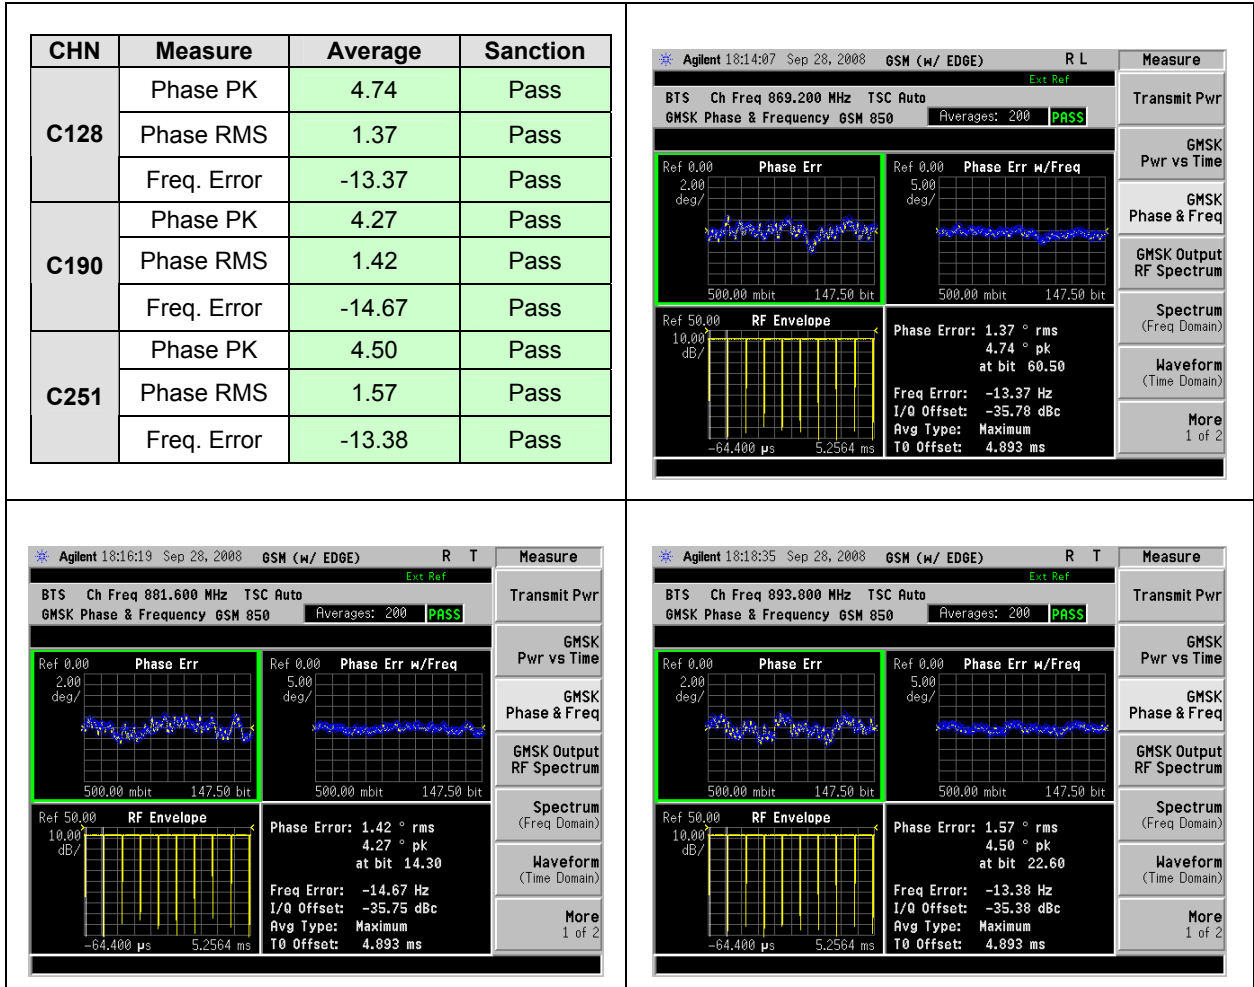 CHN Measure Average Sanction
C128 Phase PK 4.74 Pass
Phase RMS 1.37 Pass
Freq. Error -13.37 Pass
C190 Phase PK 4.27 Pass
Phase RMS 1.42 Pass
Freq. Error -14.67 Pass
C251 Phase PK 4.50 Pass
Phase RMS 1.57 Pass
Freq. Error -13.38 Pass
Agilent 18:14:07 Sep 28, 2008 GSM (w/ EDGE) R L
Ext Ref
BTS Ch Freq 869.200 MHz TSC Auto
GMSK Phase & Frequency GSM 850 Averages: 200 PASS
Ref 0.00 Phase Err
2.00
deg/
500.00 mbit 147.50 bit
Ref 0.00 Phase Err w/Freq
5.00
deg/
500.00 mbit 147.50 bit
Ref 50.00 RF Envelope
10.00
dB/
-64.400 µs 5.2564 ms
Phase Error: 1.37 ° rms
4.74 ° pk
at bit 60.50
Freq Error: -13.37 Hz
I/Q Offset: -35.78 dBc
Avg Type: Maximum
T0 Offset: 4.893 ms
Measure
Transmit Pwr
GMSK
Pwr vs Time
GMSK
Phase & Freq
GMSK Output
RF Spectrum
Spectrum
(Freq Domain)
Waveform
(Time Domain)
More
1 of 2
Agilent 18:16:19 Sep 28, 2008 GSM (w/ EDGE) R T
Ext Ref
BTS Ch Freq 881.600 MHz TSC Auto
GMSK Phase & Frequency GSM 850 Averages: 200 PASS
Ref 0.00 Phase Err
2.00
deg/
500.00 mbit 147.50 bit
Ref 0.00 Phase Err w/Freq
5.00
deg/
500.00 mbit 147.50 bit
Ref 50.00 RF Envelope
10.00
dB/
-64.400 µs 5.2564 ms
Phase Error: 1.42 ° rms
4.27 ° pk
at bit 14.30
Freq Error: -14.67 Hz
I/Q Offset: -35.75 dBc
Avg Type: Maximum
T0 Offset: 4.893 ms
Measure
Transmit Pwr
GMSK
Pwr vs Time
GMSK
Phase & Freq
GMSK Output
RF Spectrum
Spectrum
(Freq Domain)
Waveform
(Time Domain)
More
1 of 2
Agilent 18:18:35 Sep 28, 2008 GSM (w/ EDGE) R T
Ext Ref
BTS Ch Freq 893.800 MHz TSC Auto
GMSK Phase & Frequency GSM 850 Averages: 200 PASS
Ref 0.00 Phase Err
2.00
deg/
500.00 mbit 147.50 bit
Ref 0.00 Phase Err w/Freq
5.00
deg/
500.00 mbit 147.50 bit
Ref 50.00 RF Envelope
10.00
dB/
-64.400 µs 5.2564 ms
Phase Error: 1.57 ° rms
4.50 ° pk
at bit 22.60
Freq Error: -13.38 Hz
I/Q Offset: -35.38 dBc
Avg Type: Maximum
T0 Offset: 4.893 ms
Measure
Transmit Pwr
GMSK
Pwr vs Time
GMSK
Phase & Freq
GMSK Output
RF Spectrum
Spectrum
(Freq Domain)
Waveform
(Time Domain)
More
1 of 2